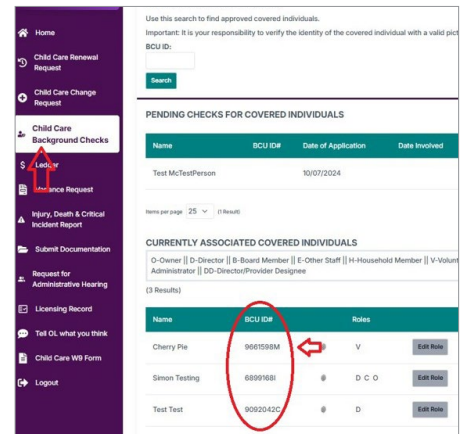 Home
Child Care Renewal
Request
Child Care Change
Request
Child Care
Background Checks
Ledger
Request
Injury, Death & Critical
Incident Report
Submit Documentation
Request for
Administrative Hearing
Licensing Record
Tell OL what you think
Child Care W9 Form
Logout
Use this search to find approved covered individuals.
Important: It is your responsibility to verify the identity of the covered individual with a valid pict
BCU ID:
Search
PENDING CHECKS FOR COVERED INDIVIDUALS
Name BCU ID# Date of Application Date Involved
Test McTestPerson 10/07/2024
Items per page 25 (1 Result)
CURRENTLY ASSOCIATED COVERED INDIVIDUALS
O-Owner || D-Director || B-Board Member || E-Other Staff || H-Household Member || V-Volunt
Administrator || DD-Director/Provider Designee
(3 Results)
Name BCU ID# Roles
Cherry Pie 9661598M V Edit Role
Simon Testing 6899168I D C O Edit Role
Test Test 9092042C D Edit Role